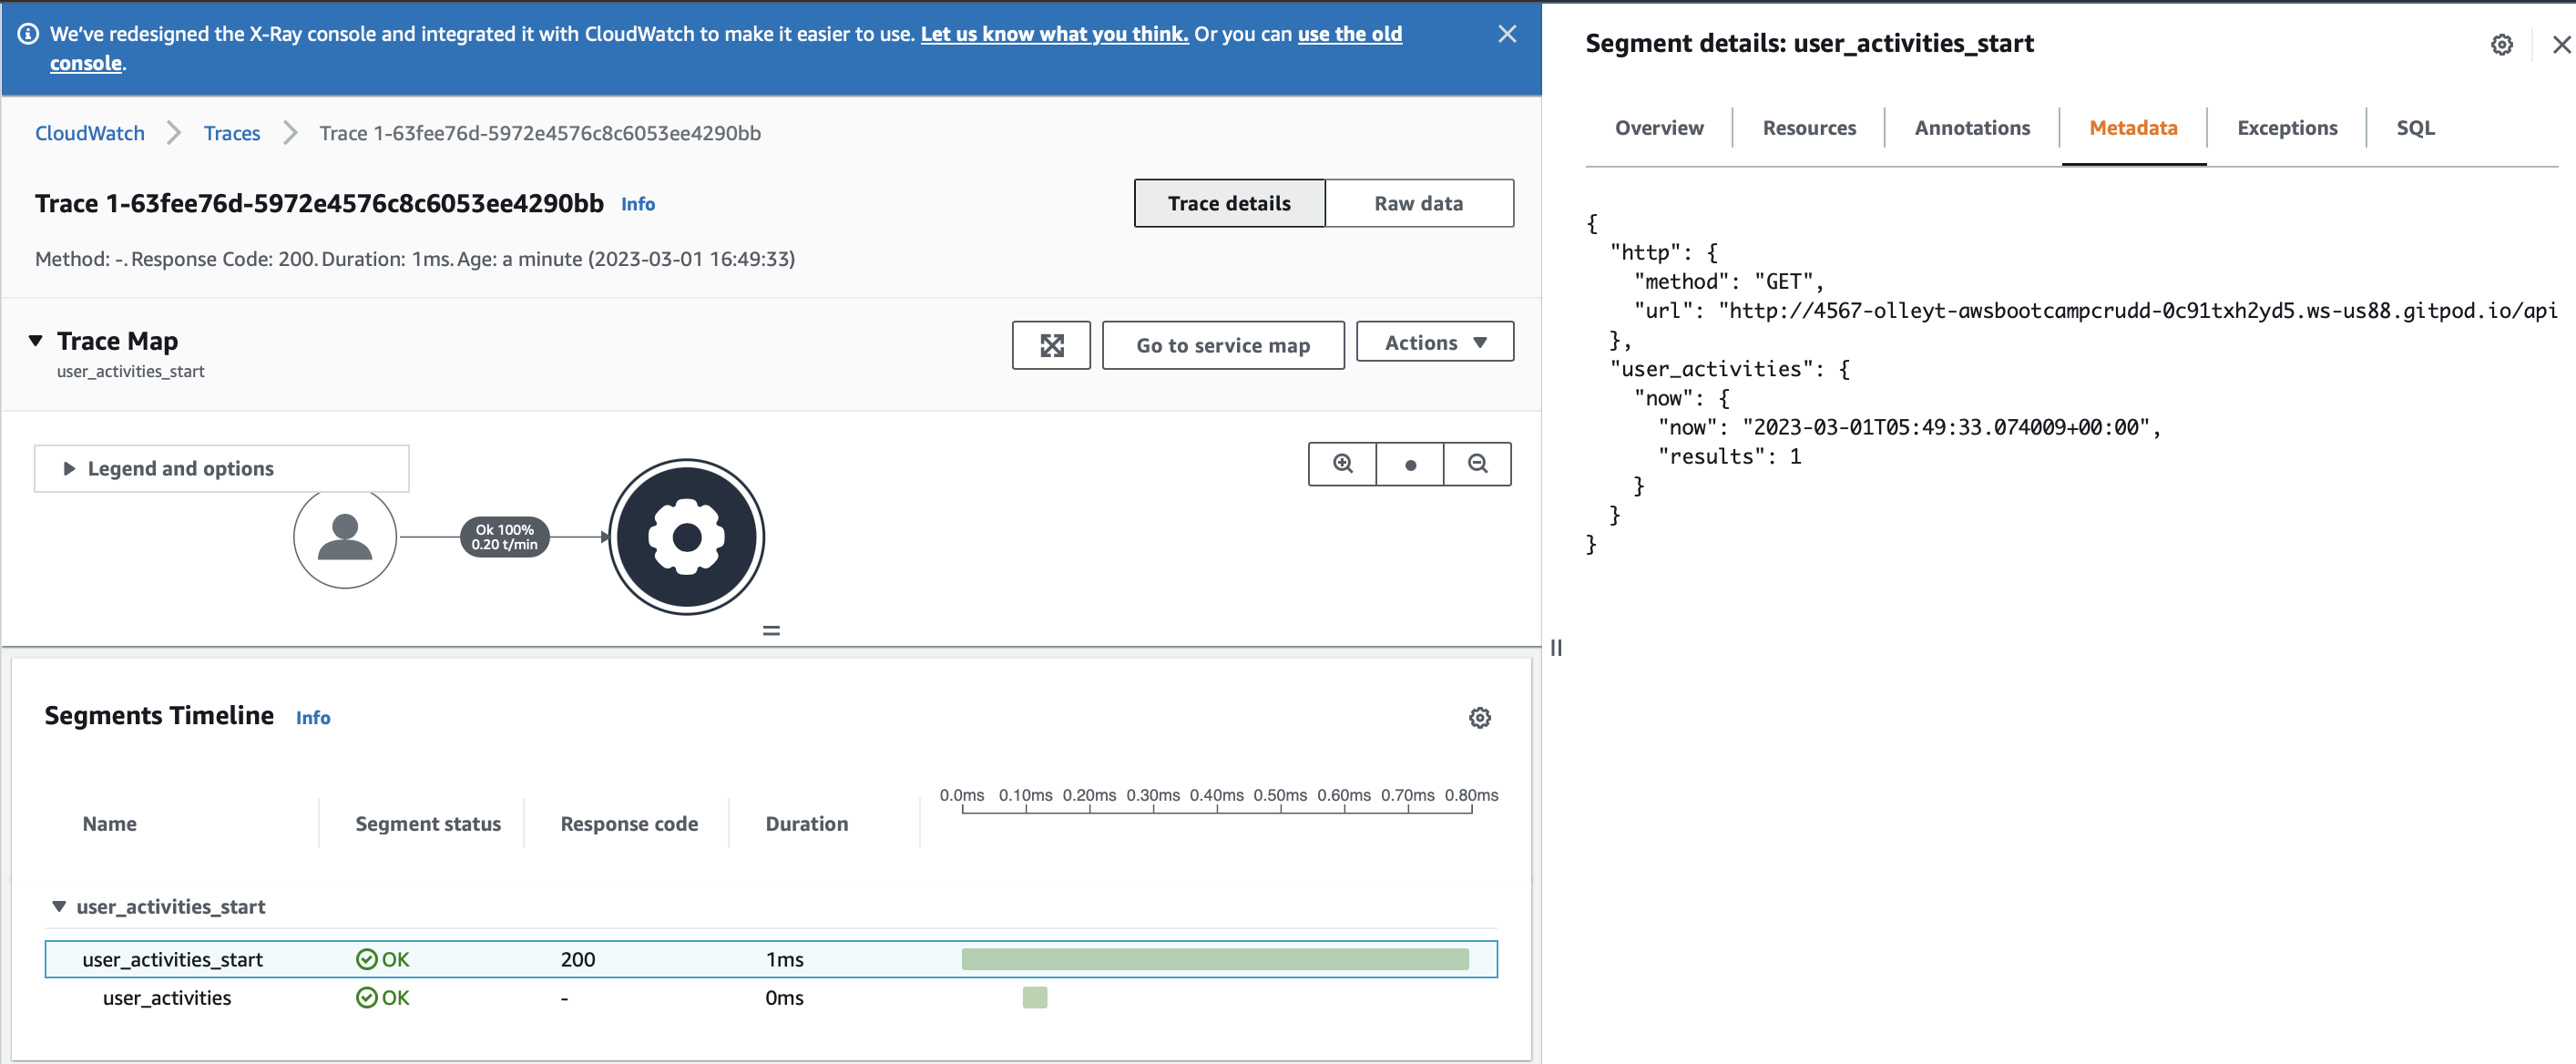 We've redesigned the X-Ray console and integrated it with CloudWatch to make it easier to use. Let us know what you think. Or you can use the old
console.
CloudWatch
Traces
Trace 1-63fee76d-5972e4576c8c6053ee4290bb
Trace 1-63fee76d-5972e4576c8c6053ee4290bb Info
Trace details
Raw data
Method: -. Response Code: 200. Duration: 1ms. Age: a minute (2023-03-01 16:49:33)
Trace Map
user_activities_start
Go to service map
Actions
Legend and options
Ok 100%
0.20 t/min
Segments Timeline Info
0.0ms 0.10ms 0.20ms 0.30ms 0.40ms 0.50ms 0.60ms 0.70ms 0.80ms
Name Segment status Response code Duration
user_activities_start
user_activities_start OK 200 1ms
user_activities OK - 0ms
Segment details: user_activities_start
Overview Resources Annotations Metadata Exceptions SQL
{
"http": {
"method": "GET",
"url": "http://4567-olleyt-awsbootcampcrudd-0c91txh2yd5.ws-us88.gitpod.io/api
},
"user_activities": {
"now": {
"now": "2023-03-01T05:49:33.074009+00:00",
"results": 1
}
}
}